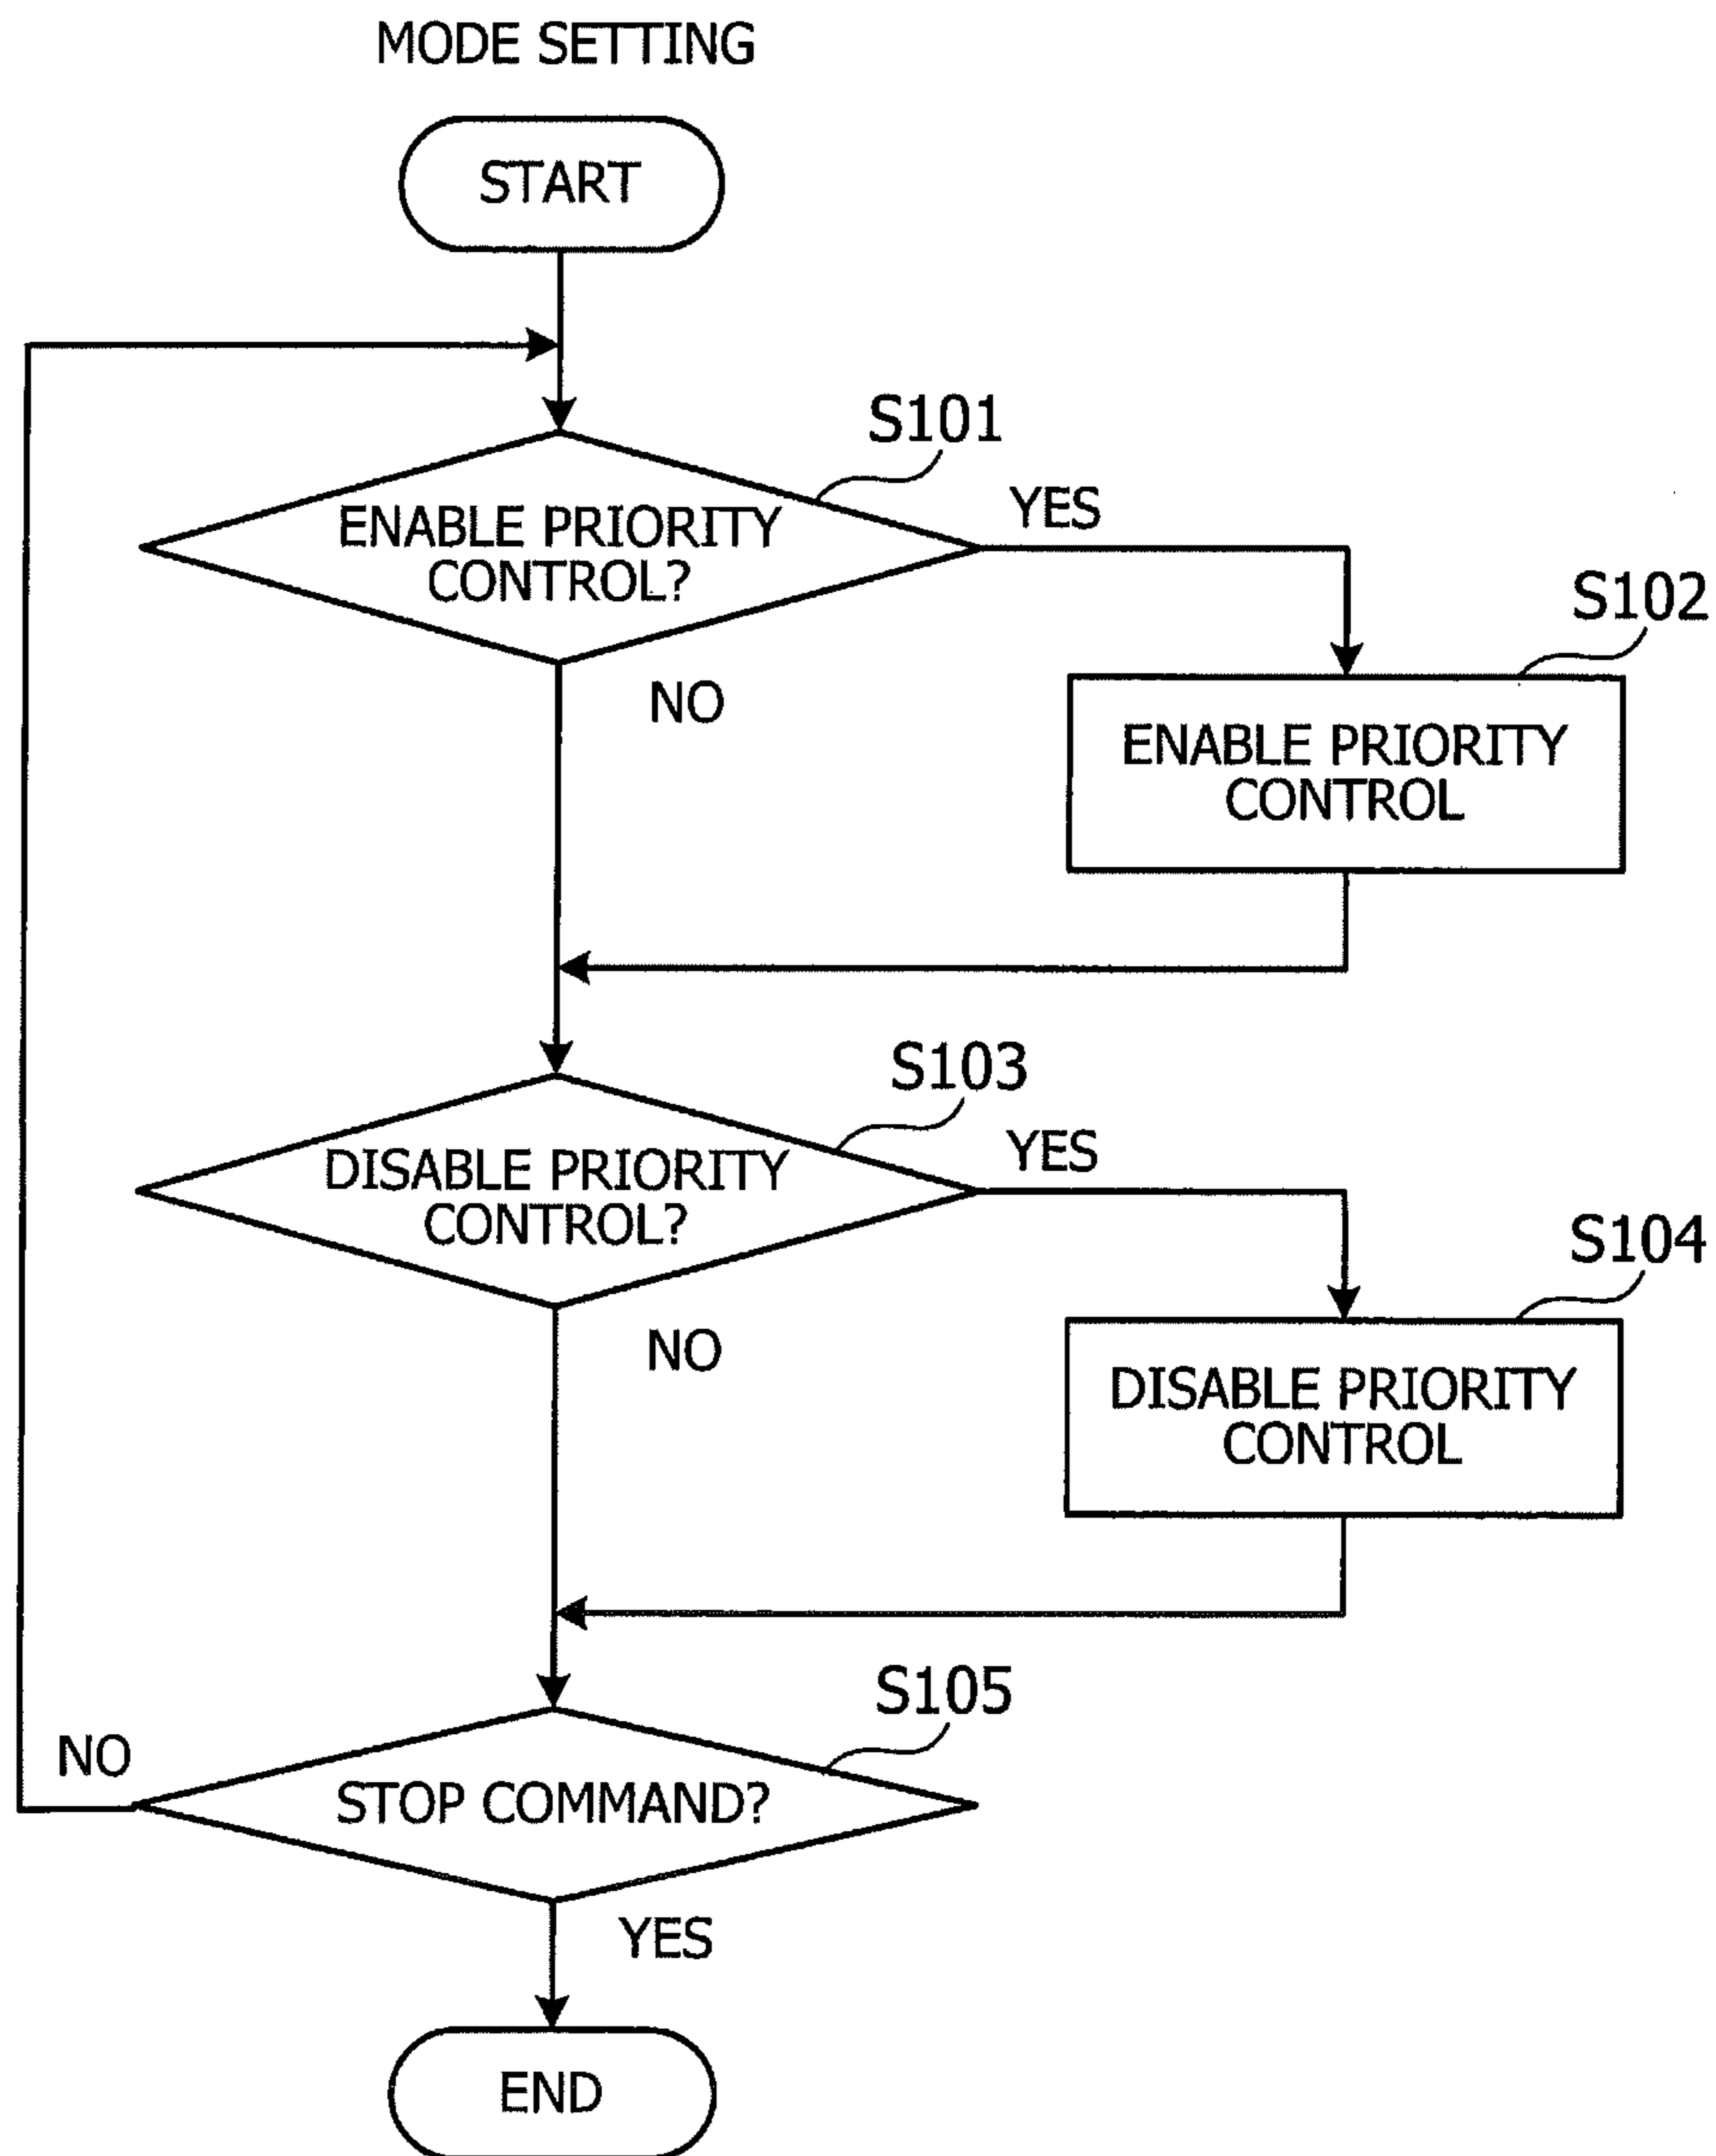 MODE SETTING
START
S101
ENABLE PRIORITY
CONTROL?
YES
NO
S102
ENABLE PRIORITY
CONTROL
S103
DISABLE PRIORITY
CONTROL?
YES
NO
S104
DISABLE PRIORITY
CONTROL
S105
STOP COMMAND?
NO
YES
END